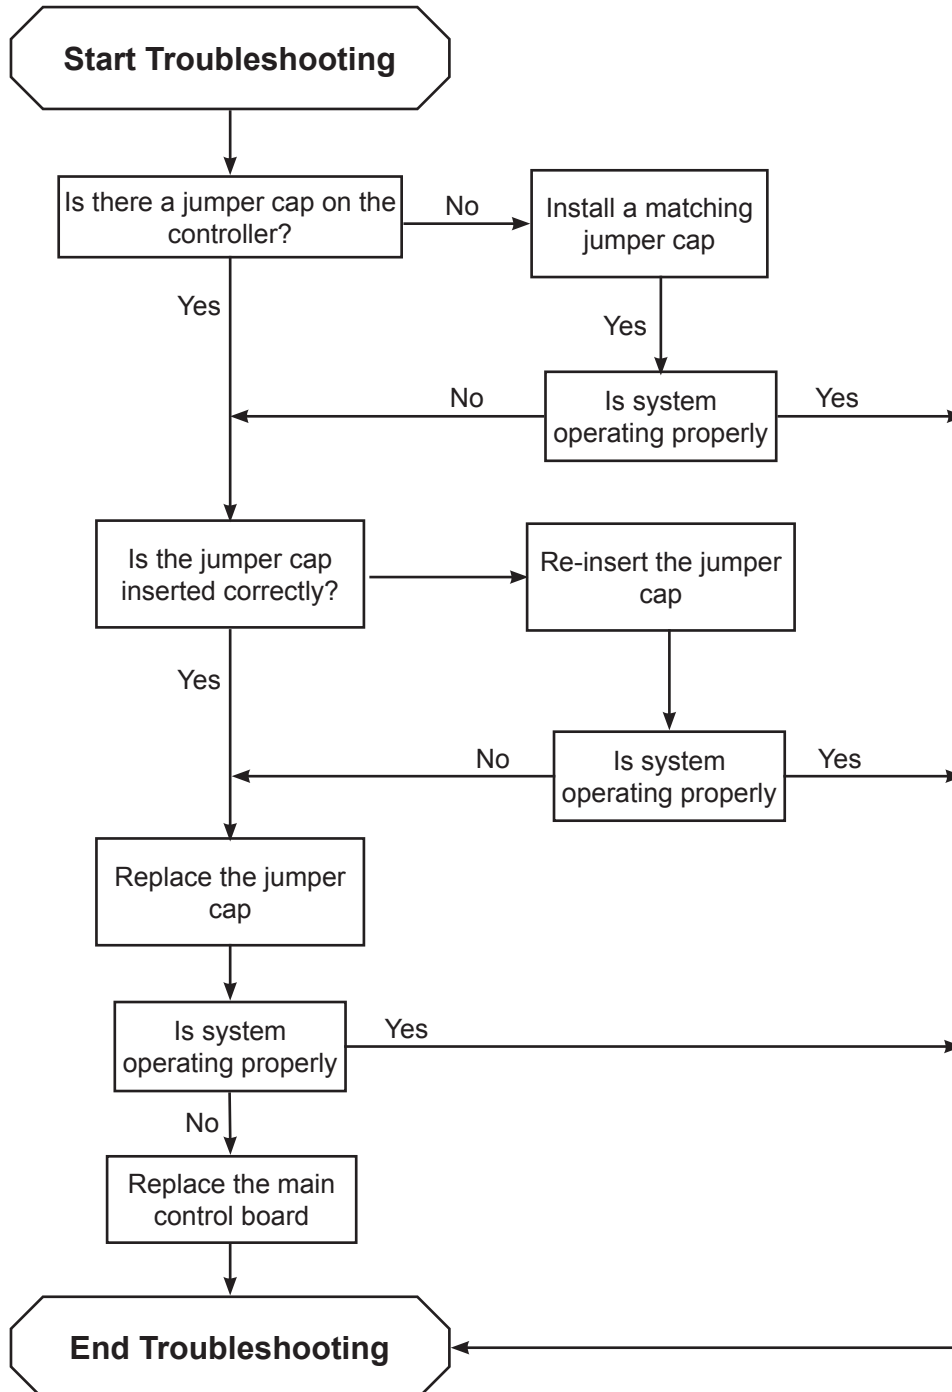 Start Troubleshooting
Is there a jumper cap on the
controller?
No
Install a matching
jumper cap
Yes
Yes
Is system
operating properly
No
Yes
Is the jumper cap
inserted correctly?
Re-insert the jumper
cap
Yes
Is system
operating properly
No
Yes
Replace the jumper
cap
Is system
operating properly
Yes
No
Replace the main
control board
End Troubleshooting